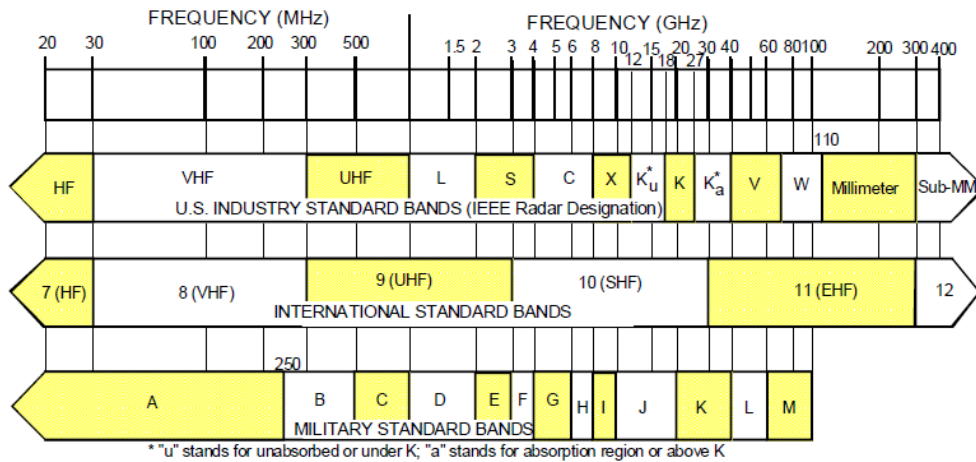 FREQUENCY (MHz) FREQUENCY (GHz)
20 30 100 200 300 500 1.5 2 3 4 5 6 8 10 15 20 30 40 60 80 100 200 300 400
12 18 27
110
HF VHF UHF L S C X K*u K K*a V W Millimeter Sub-MM
U.S. INDUSTRY STANDARD BANDS (IEEE Radar Designation)
7 (HF) 8 (VHF) 9 (UHF) 10 (SHF) 11 (EHF) 12
INTERNATIONAL STANDARD BANDS
250
A B C D E F G H I J K L M
MILITARY STANDARD BANDS
* "u" stands for unabsorbed or under K; "a" stands for absorption region or above K